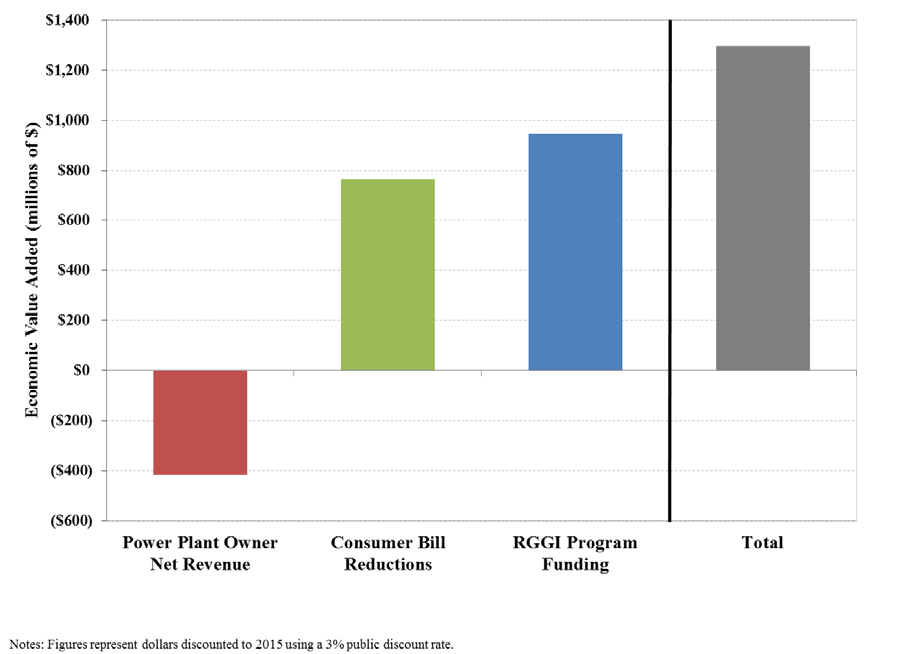 $1,400
$1,200
$1,000
$800
$600
$400
$200
$0
($200)
($400)
($600)
Economic Value Added (millions of $)
Power Plant Owner
Net Revenue
Consumer Bill
Reductions
RGGI Program
Funding
Total
Notes: Figures represent dollars discounted to 2015 using a 3% public discount rate.